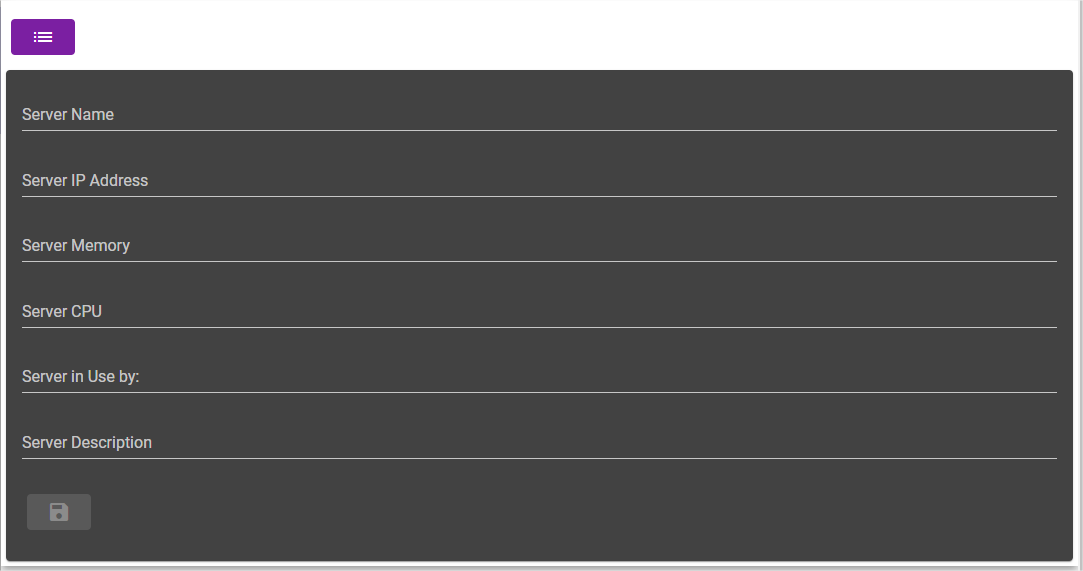 Server Name
Server IP Address
Server Memory
Server CPU
Server in Use by:
Server Description